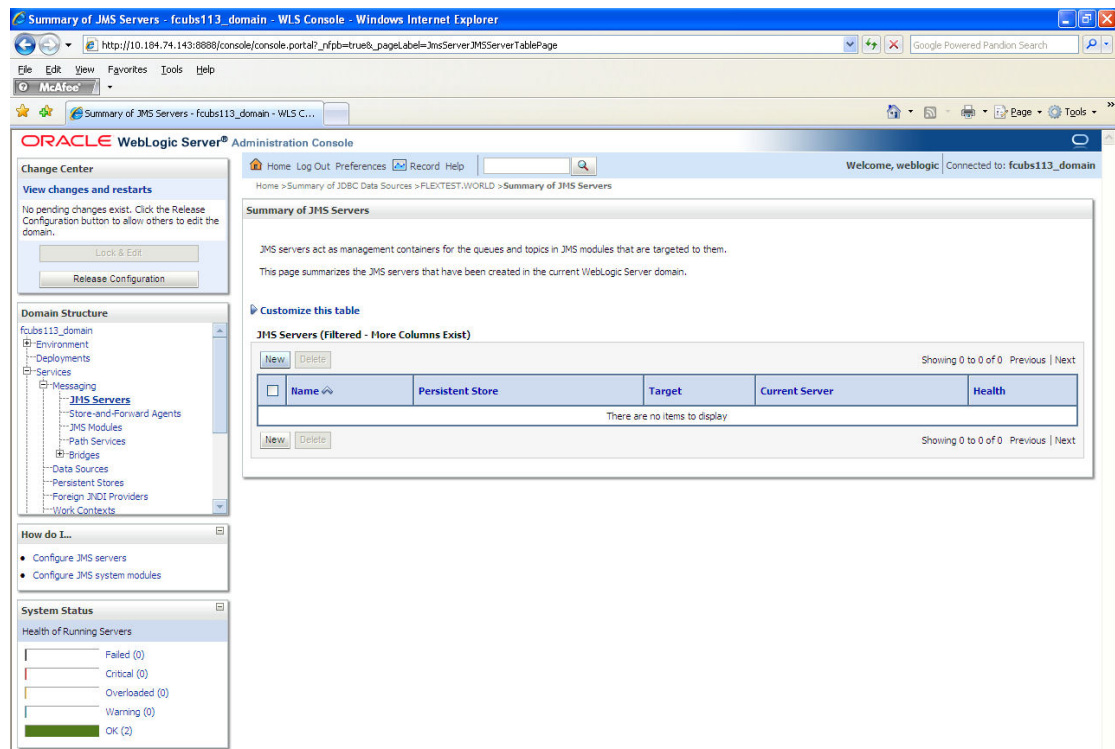 Summary of JMS Servers - fcubs113_domain - WLS Console - Windows Internet Explorer
http://10.184.74.143:8888/console/console.portal?_nfpb=true&_pageLabel=JmsServerJMSServerTablePage
Google Powered Pandion Search
File Edit View Favorites Tools Help
McAfee
Summary of JMS Servers - fcubs113_domain - WLS C...
Page Tools
ORACLE WebLogic Server® Administration Console
Change Center
View changes and restarts
No pending changes exist. Click the Release
Configuration button to allow others to edit the
domain.
Lock & Edit
Release Configuration
Domain Structure
fcubs113_domain
Environment
Deployments
Services
Messaging
JMS Servers
Store-and-Forward Agents
JMS Modules
Path Services
Bridges
Data Sources
Persistent Stores
Foreign JNDI Providers
Work Contexts
How do I...
Configure JMS servers
Configure JMS system modules
System Status
Health of Running Servers
Failed (0)
Critical (0)
Overloaded (0)
Warning (0)
OK (2)
Home Log Out Preferences Record Help
Welcome, weblogic Connected to: fcubs113_domain
Home >Summary of JDBC Data Sources >FLEXTEST.WORLD >Summary of JMS Servers
Summary of JMS Servers
JMS servers act as management containers for the queues and topics in JMS modules that are targeted to them.
This page summarizes the JMS servers that have been created in the current WebLogic Server domain.
Customize this table
JMS Servers (Filtered - More Columns Exist)
New Delete Showing 0 to 0 of 0 Previous | Next
Name Persistent Store Target Current Server Health
There are no items to display
New Delete Showing 0 to 0 of 0 Previous | Next